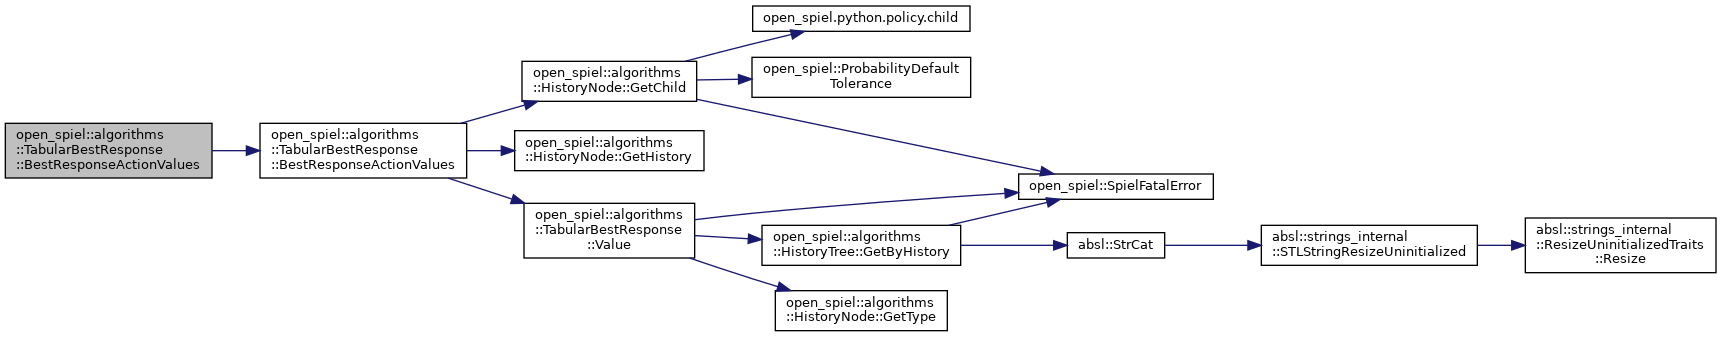 open_spiel::algorithms
::TabularBestResponse
::BestResponseActionValues
open_spiel::algorithms
::TabularBestResponse
::BestResponseActionValues
open_spiel::algorithms
::HistoryNode::GetChild
open_spiel.python.policy.child
open_spiel::ProbabilityDefault
Tolerance
open_spiel::algorithms
::HistoryNode::GetHistory
open_spiel::SpielFatalError
open_spiel::algorithms
::TabularBestResponse
::Value
open_spiel::algorithms
::HistoryTree::GetByHistory
absl::StrCat
absl::strings_internal
::STLStringResizeUninitialized
absl::strings_internal
::ResizeUninitializedTraits
::Resize
open_spiel::algorithms
::HistoryNode::GetType